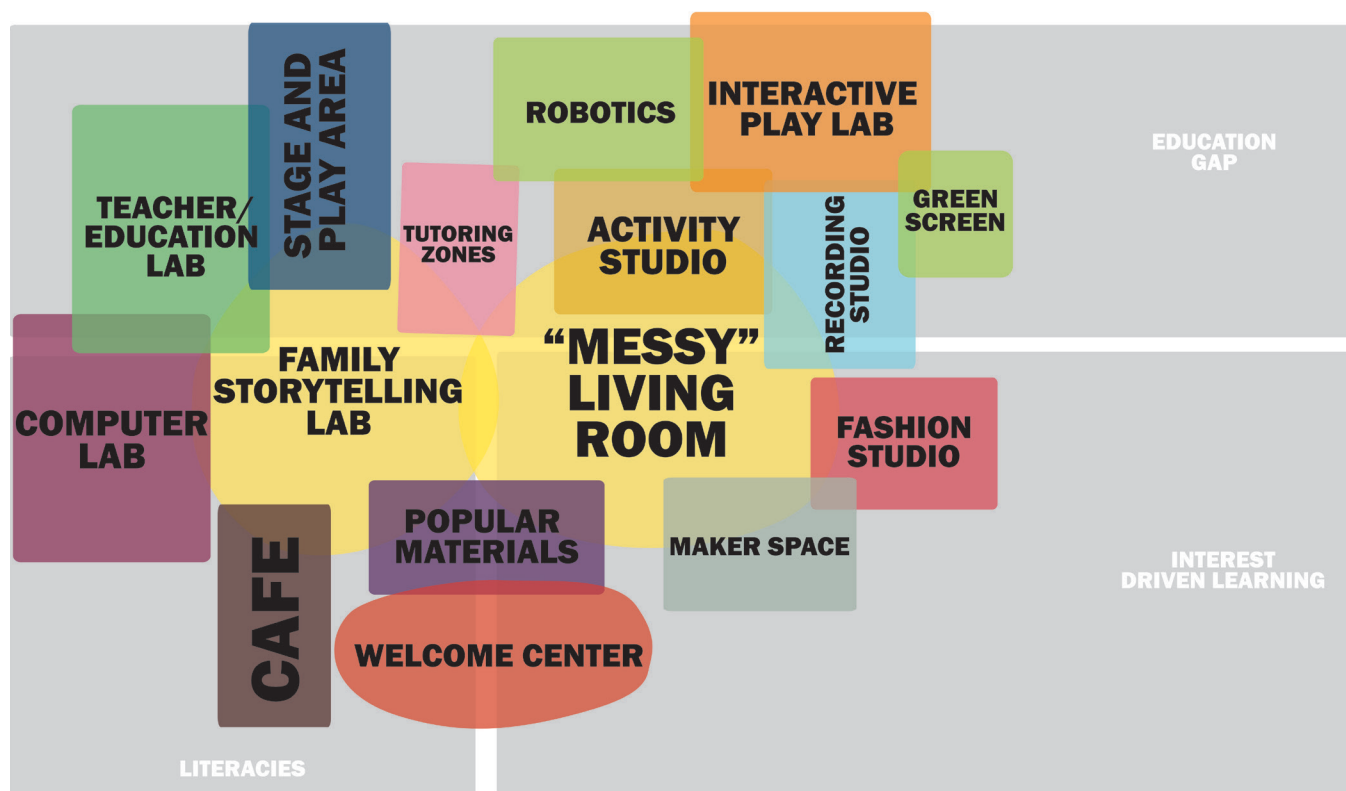 STAGE AND
PLAY AREA
ROBOTICS
INTERACTIVE
PLAY LAB
EDUCATION
GAP
TEACHER/
EDUCATION
LAB
TUTORING
ZONES
ACTIVITY
STUDIO
RECORDING
STUDIO
GREEN
SCREEN
FAMILY
STORYTELLING
LAB
“MESSY”
LIVING
ROOM
COMPUTER
LAB
FASHION
STUDIO
POPULAR
MATERIALS
MAKER SPACE
INTEREST
DRIVEN LEARNING
CAFE
WELCOME CENTER
LITERACIES